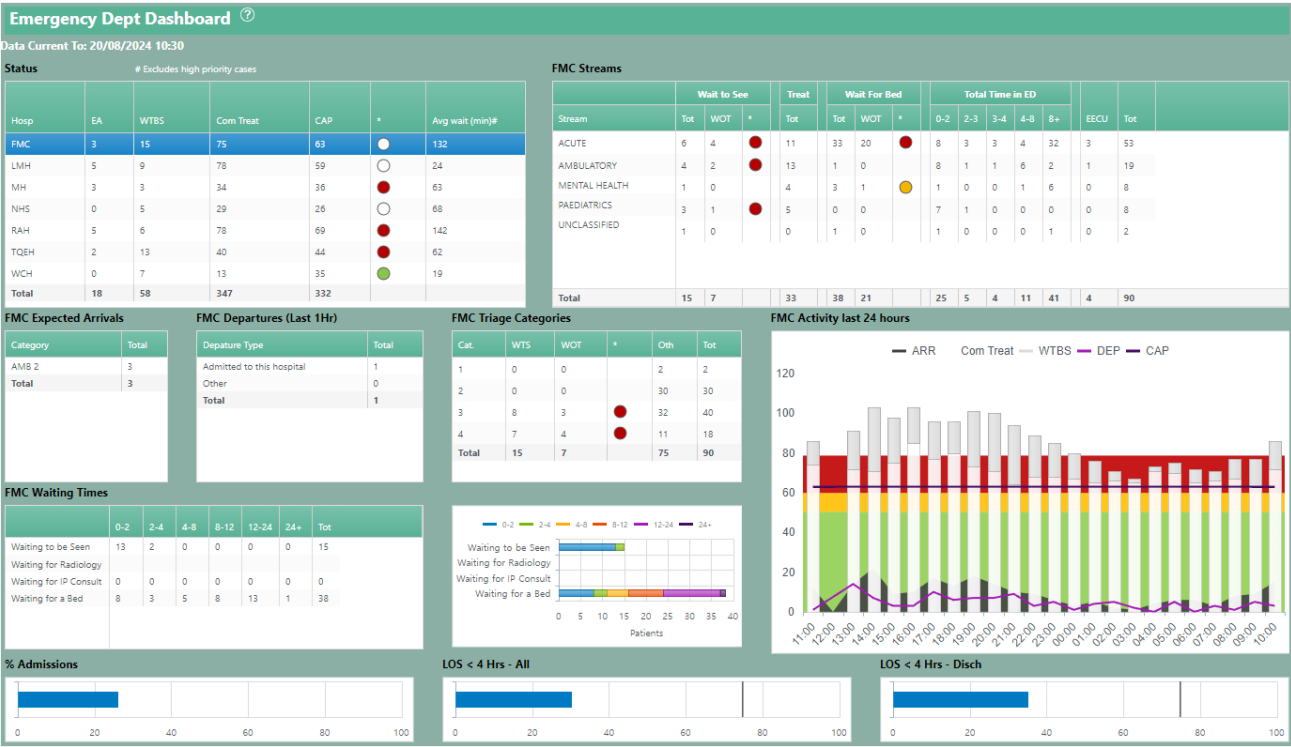 Emergency Dept Dashboard ?
Data Current To: 20/08/2024 10:30
Status # Excludes high priority cases
Hosp EA WTBS Com Treat CAP * Avg wait (min)#
FMC 3 15 75 63 132
LMH 5 9 78 59 24
MH 3 3 34 36 63
NHS 0 5 29 26 68
RAH 5 6 78 69 142
TQEH 2 13 40 44 62
WCH 0 7 13 35 19
Total 18 58 347 332
FMC Streams
Wait to See Treat Wait For Bed Total Time in ED
Stream Tot WOT * Tot Tot WOT * 0-2 2-3 3-4 4-8 8+ EECU Tot
ACUTE 6 4 11 33 20 8 3 3 4 32 3 53
AMBULATORY 4 2 13 1 0 8 1 1 6 2 1 19
MENTAL HEALTH 1 0 4 3 1 1 0 0 1 6 0 8
PAEDIATRICS 3 1 5 0 0 7 1 0 0 0 0 8
UNCLASSIFIED 1 0 0 1 0 1 0 0 0 1 0 2
Total 15 7 33 38 21 25 5 4 11 41 4 90
FMC Expected Arrivals
Category Total
AMB 2 3
Total 3
FMC Departures (Last 1Hr)
Depature Type Total
Admitted to this hospital 1
Other 0
Total 1
FMC Triage Categories
Cat. WTS WOT * Oth Tot
1 0 0 2 2
2 0 0 30 30
3 8 3 32 40
4 7 4 11 18
Total 15 7 75 90
FMC Activity last 24 hours
ARR Com Treat WTBS DEP CAP
120
100
80
60
40
20
0
11:00 12:00 13:00 14:00 15:00 16:00 17:00 18:00 19:00 20:00 21:00 22:00 23:00 00:00 01:00 02:00 03:00 04:00 05:00 06:00 07:00 08:00 09:00 10:00
FMC Waiting Times
0-2 2-4 4-8 8-12 12-24 24+ Tot
Waiting to be Seen 13 2 0 0 0 0 15
Waiting for Radiology
Waiting for IP Consult 0 0 0 0 0 0 0
Waiting for a Bed 8 3 5 8 13 1 38
0-2 2-4 4-8 8-12 12-24 24+
Waiting to be Seen
Waiting for Radiology
Waiting for IP Consult
Waiting for a Bed
0 5 10 15 20 25 30 35 40
Patients
% Admissions
0 20 40 60 80 100
LOS < 4 Hrs - All
0 20 40 60 80 100
LOS < 4 Hrs - Disch
0 20 40 60 80 100